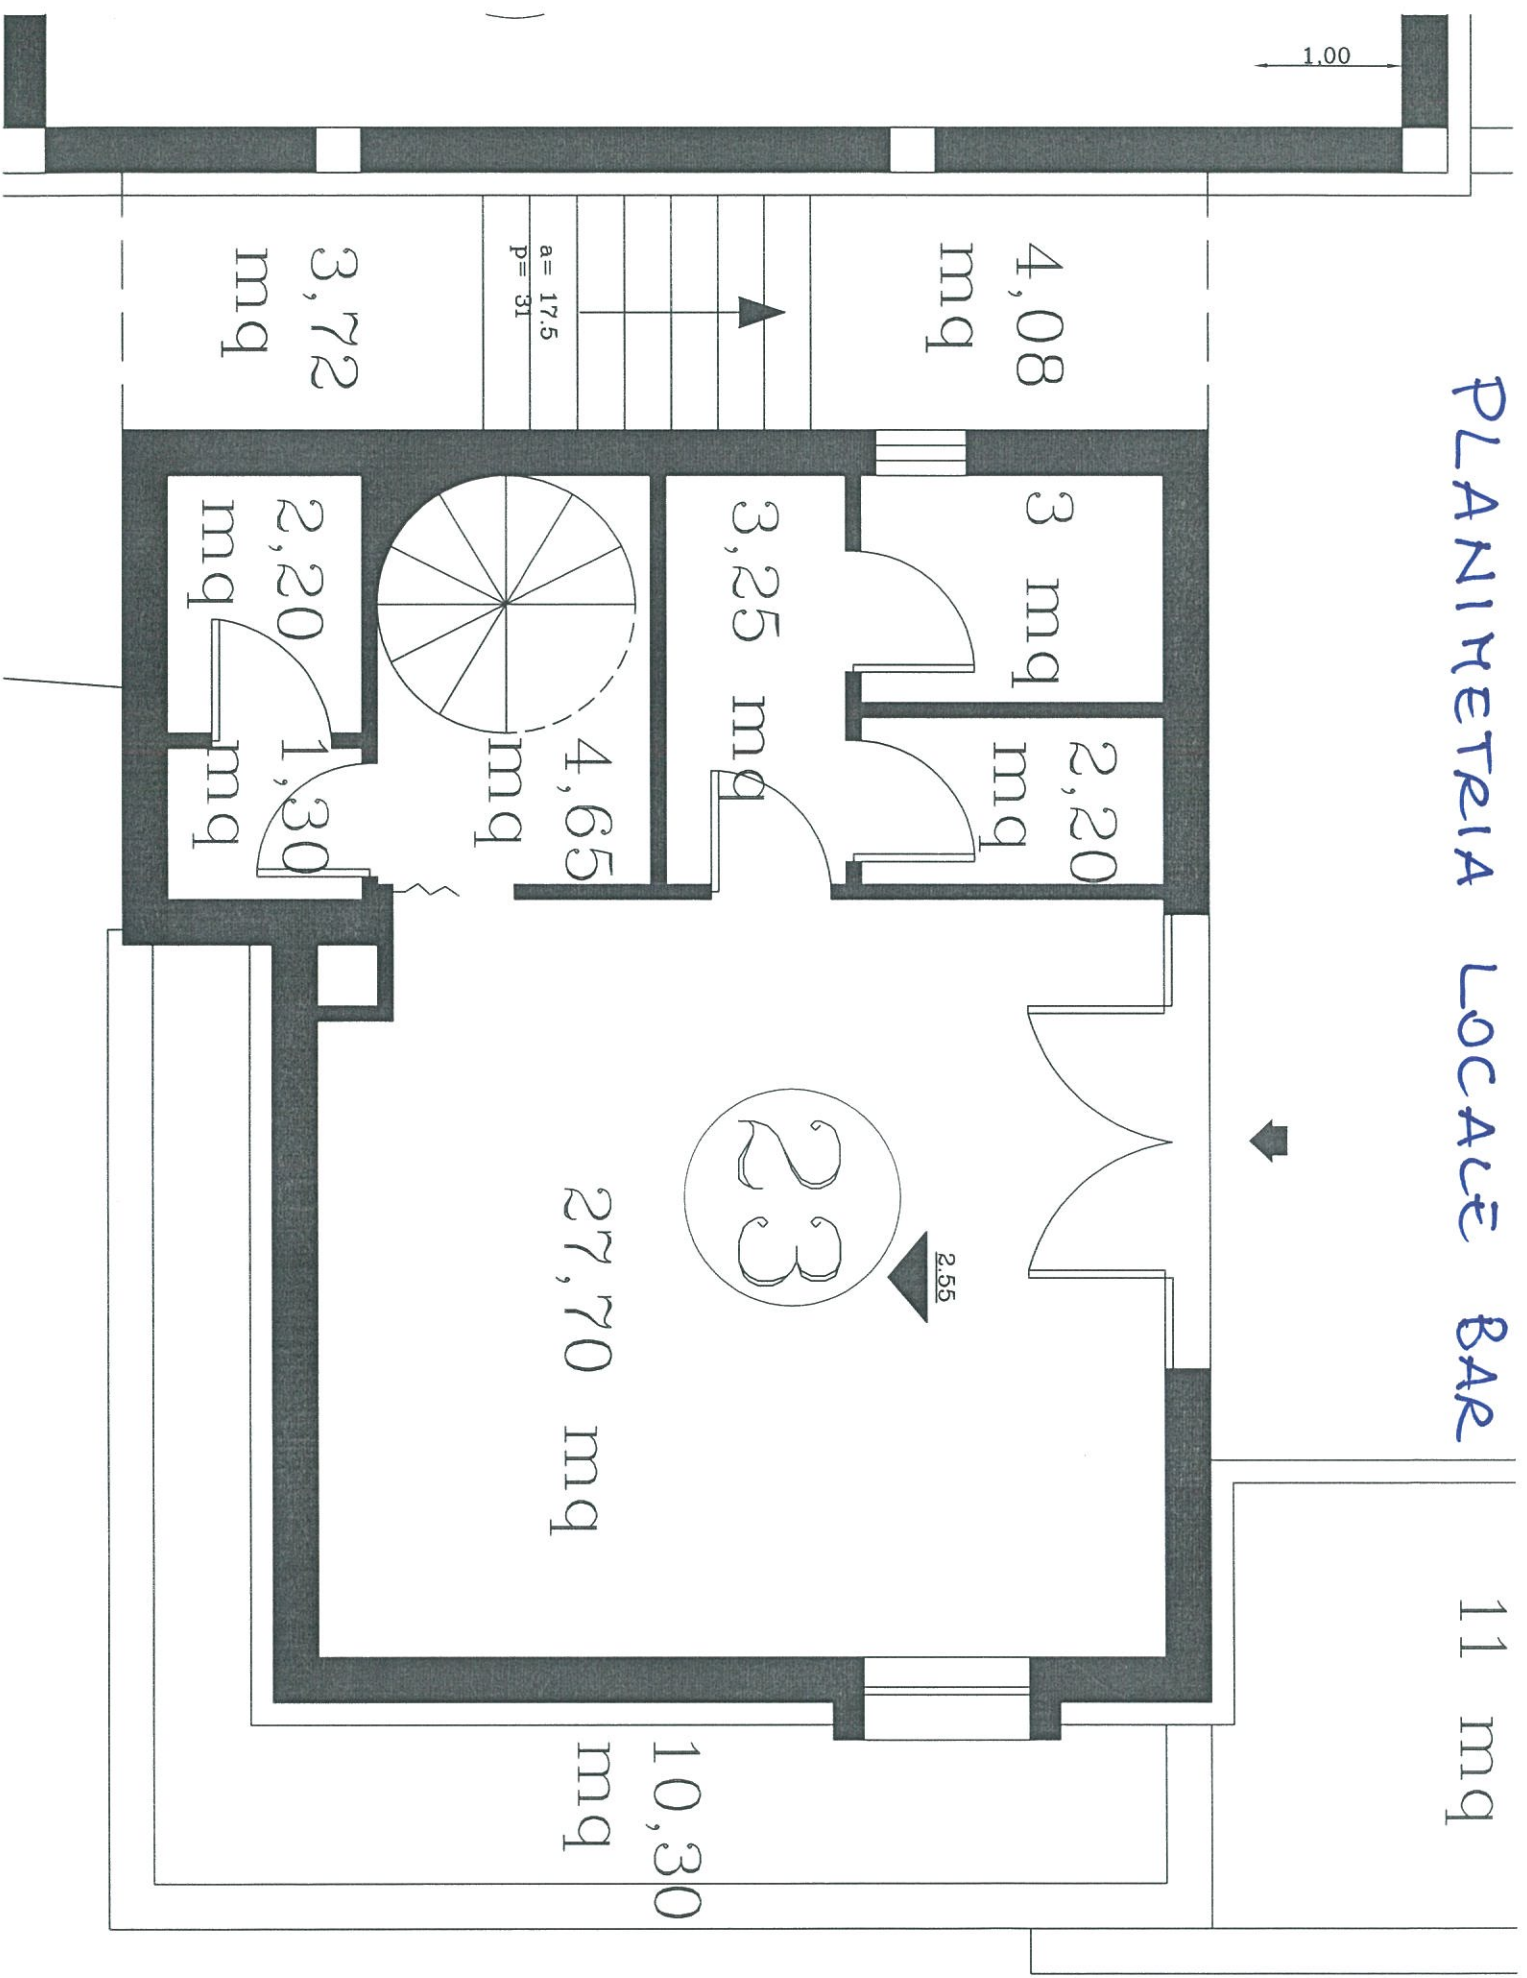 PLANIMETRIA LOCALE BAR
1,00
4,08
mq
a= 17.5
p= 31
3,72
mq
3 mq
2,20
mq
3,25 mq
4,65
mq
2,20
mq
1,30
mq
2.55
23
27,70 mq
11 mq
10,30
mq